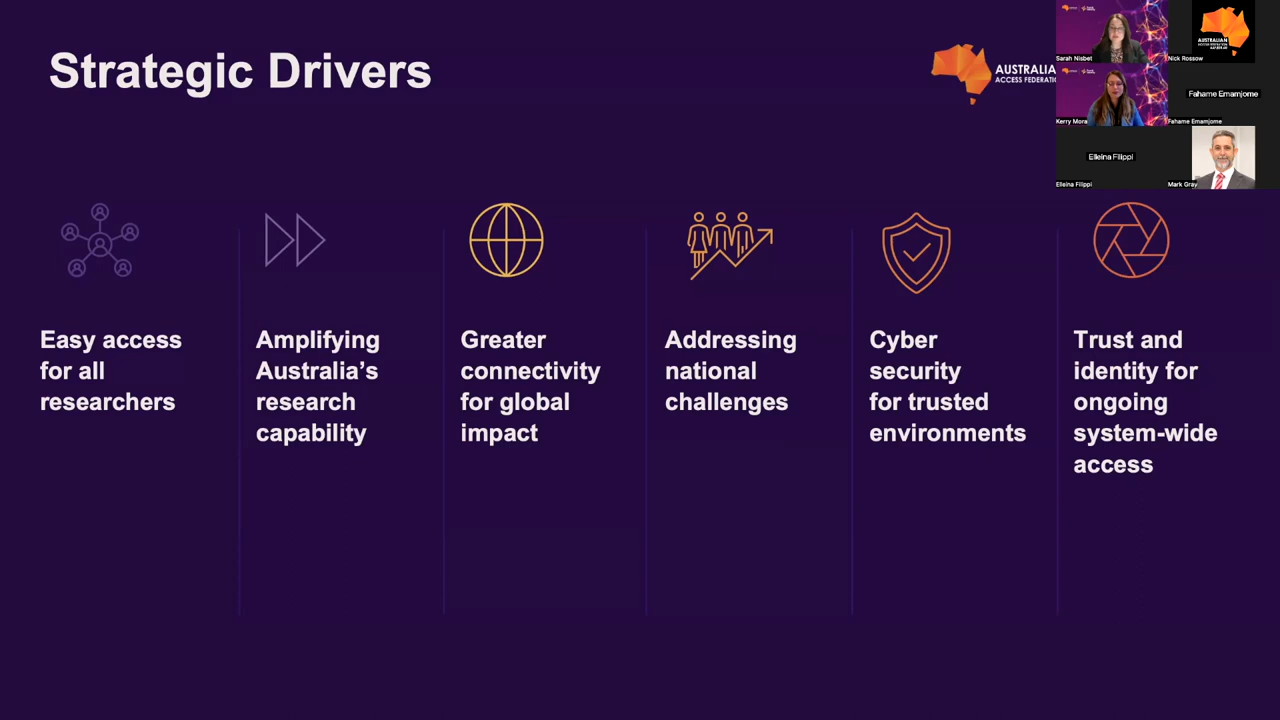 Strategic Drivers
AUSTRALIA
ACCESS FEDERATIO
Sarah Nisbet
AUSTRALIAN
Nick Rossow
Kerry Mora
Fahame Emamjome
Fahame Emamjome
Elleina Filippi
Elleina Filippi
Mark Gray
Easy access
for all
researchers
Amplifying
Australia’s
research
capability
Greater
connectivity
for global
impact
Addressing
national
challenges
Cyber
security
for trusted
environments
Trust and
identity for
ongoing
system-wide
access